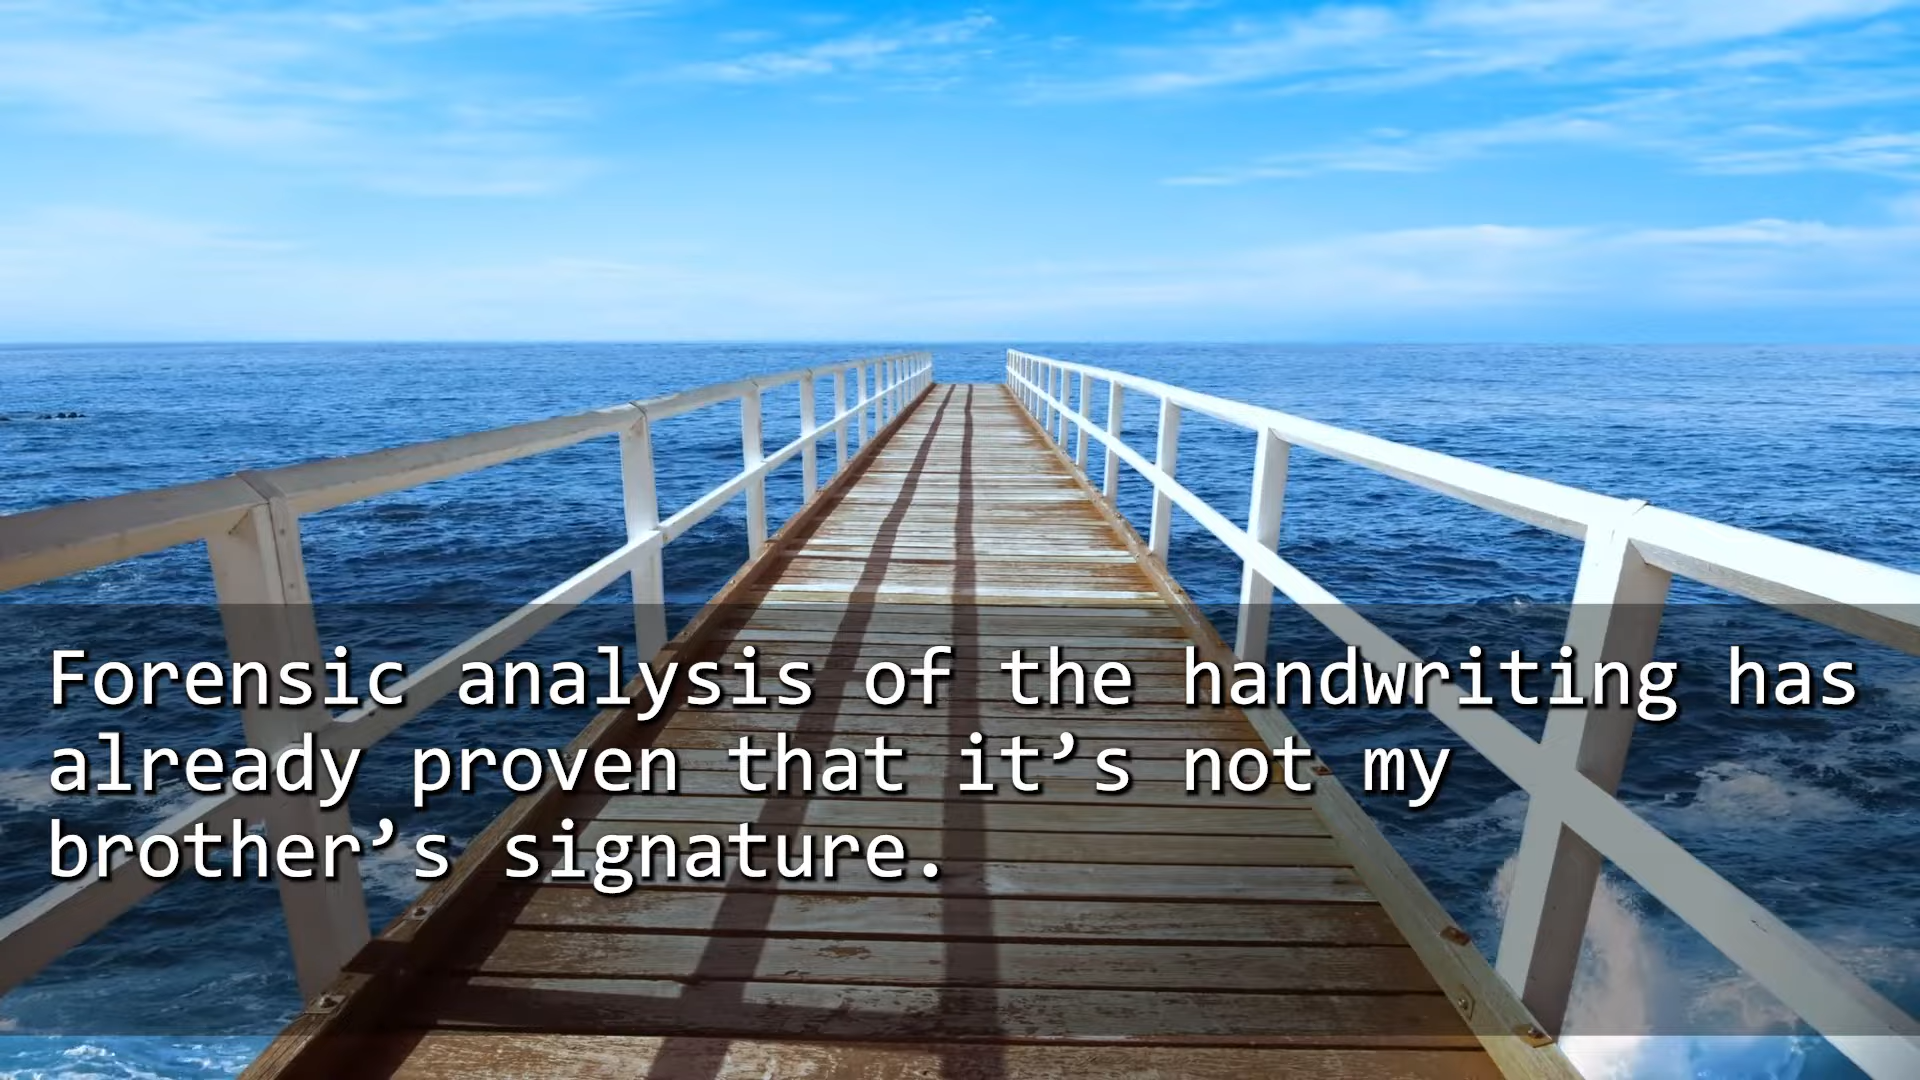 Forensic analysis of the handwriting has
already proven that it’s not my
brother’s signature.